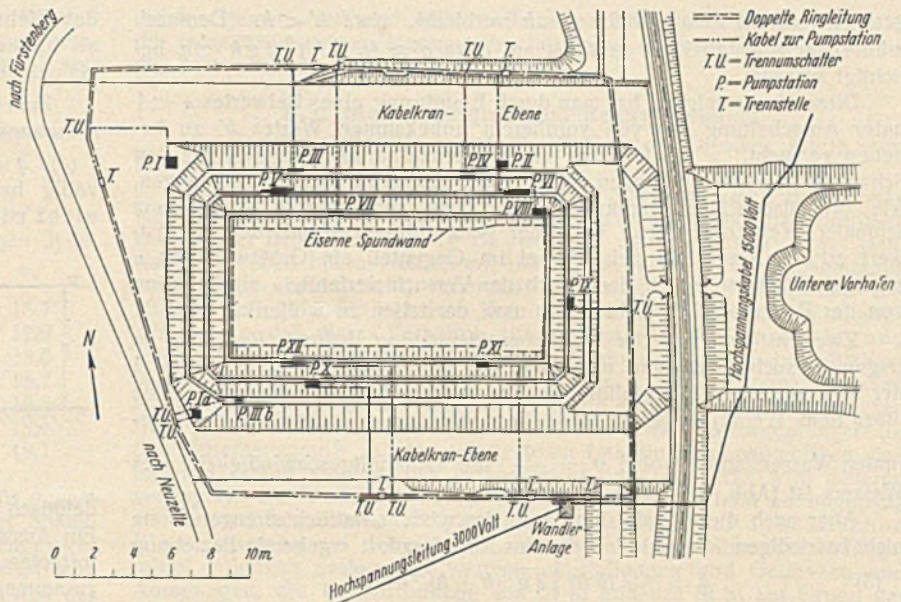 nach Fürstenberg
Doppelte Ringleitung
Kabel zur Pumpstation
T.U. = Trennumschalter
P. = Pumpstation
T. = Trennstelle
T.U.
T.
T.U.
T.U.
T.
T.U.
Kabelkran-
Ebene
P.I
P.III
P.IV
P.II
T.
P.V
P.VI
P.VII
P.VIII
Eiserne Spundwand
P.IX
T.U.
Hochspannungskabel 15000 Volt
Unterer Vorhafen
N
P.XII
P.XI
P.X
P.Ia
P.III b
T.U.
T.U.
nach Neuzelle
Kabelkran-Ebene
T.
T.
T.
T.U.
T.U.
T.U.
Wandler
Anlage
Hochspannungsleitung 3000 Volt
0 2 4 6 8 10 m.